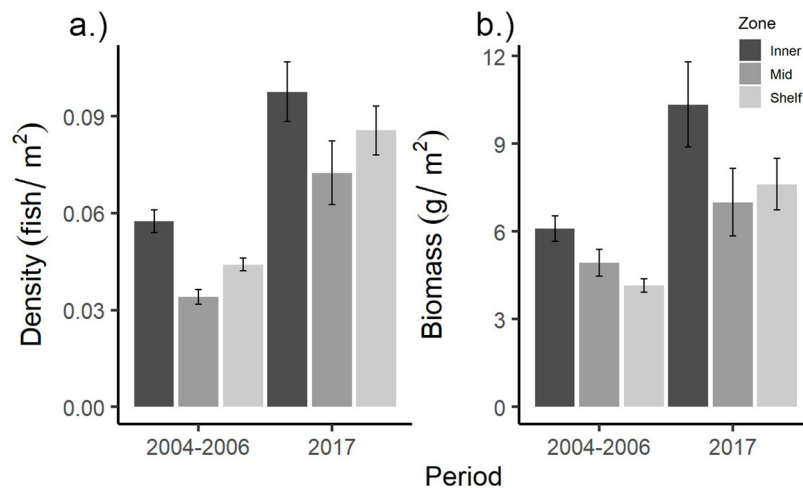 a.)
Density (fish/ m²)
0.09
0.06
0.03
0.00
2004-2006 2017
b.)
Biomass (g/ m²)
12
9
6
3
0
2004-2006 2017
Zone
Inner
Mid
Shelf
Period